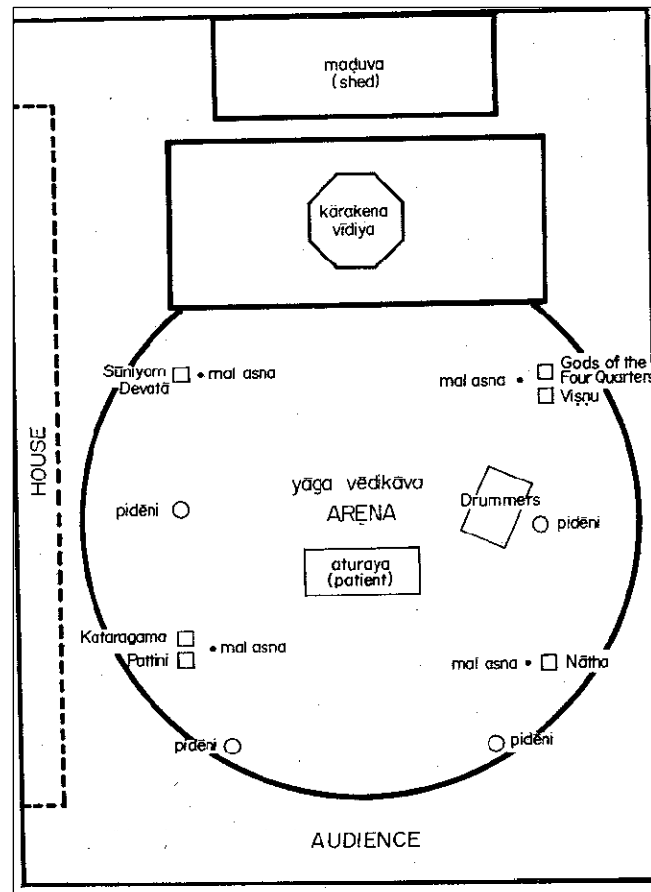 maḍuva
(shed)
kārakena
vīdiya
Sūniyam
Devatā
mal asna
mal asna
Gods of the
Four Quarters
Viṣṇu
HOUSE
yāga vēdikāva
ARENA
Drummers
pidēni
pidēni
aturaya
(patient)
Kataragama
Pattini
mal asna
mal asna
Nātha
pidēni
pidēni
AUDIENCE